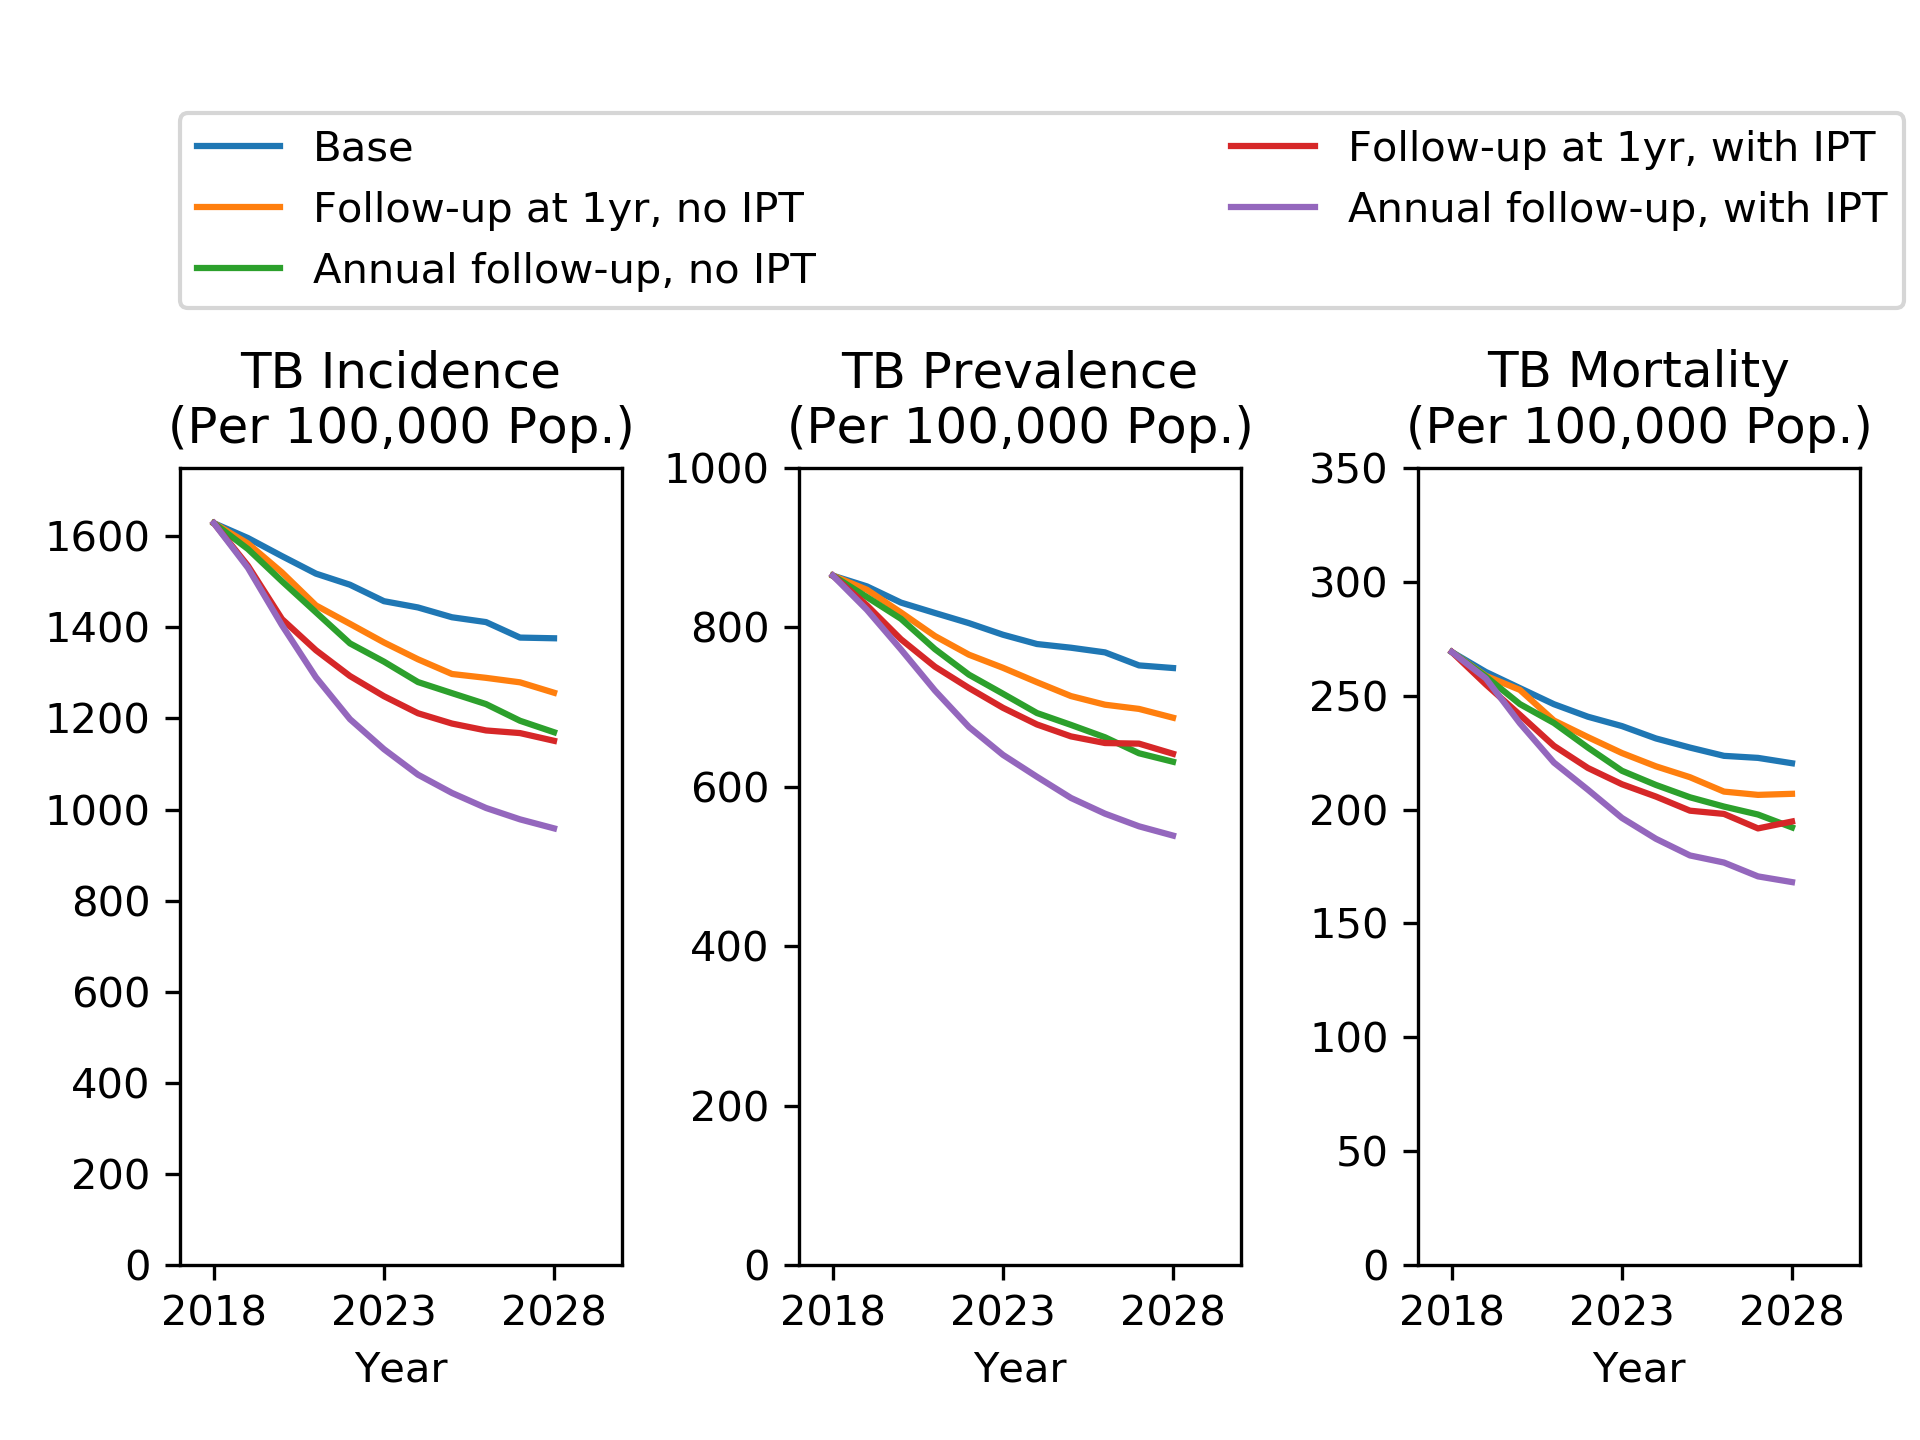 Base
Follow-up at 1yr, no IPT
Annual follow-up, no IPT
Follow-up at 1yr, with IPT
Annual follow-up, with IPT
TB Incidence
(Per 100,000 Pop.)
1600
1400
1200
1000
800
600
400
200
0
2018 2023 2028
Year
TB Prevalence
(Per 100,000 Pop.)
1000
800
600
400
200
0
2018 2023 2028
Year
TB Mortality
(Per 100,000 Pop.)
350
300
250
200
150
100
50
0
2018 2023 2028
Year